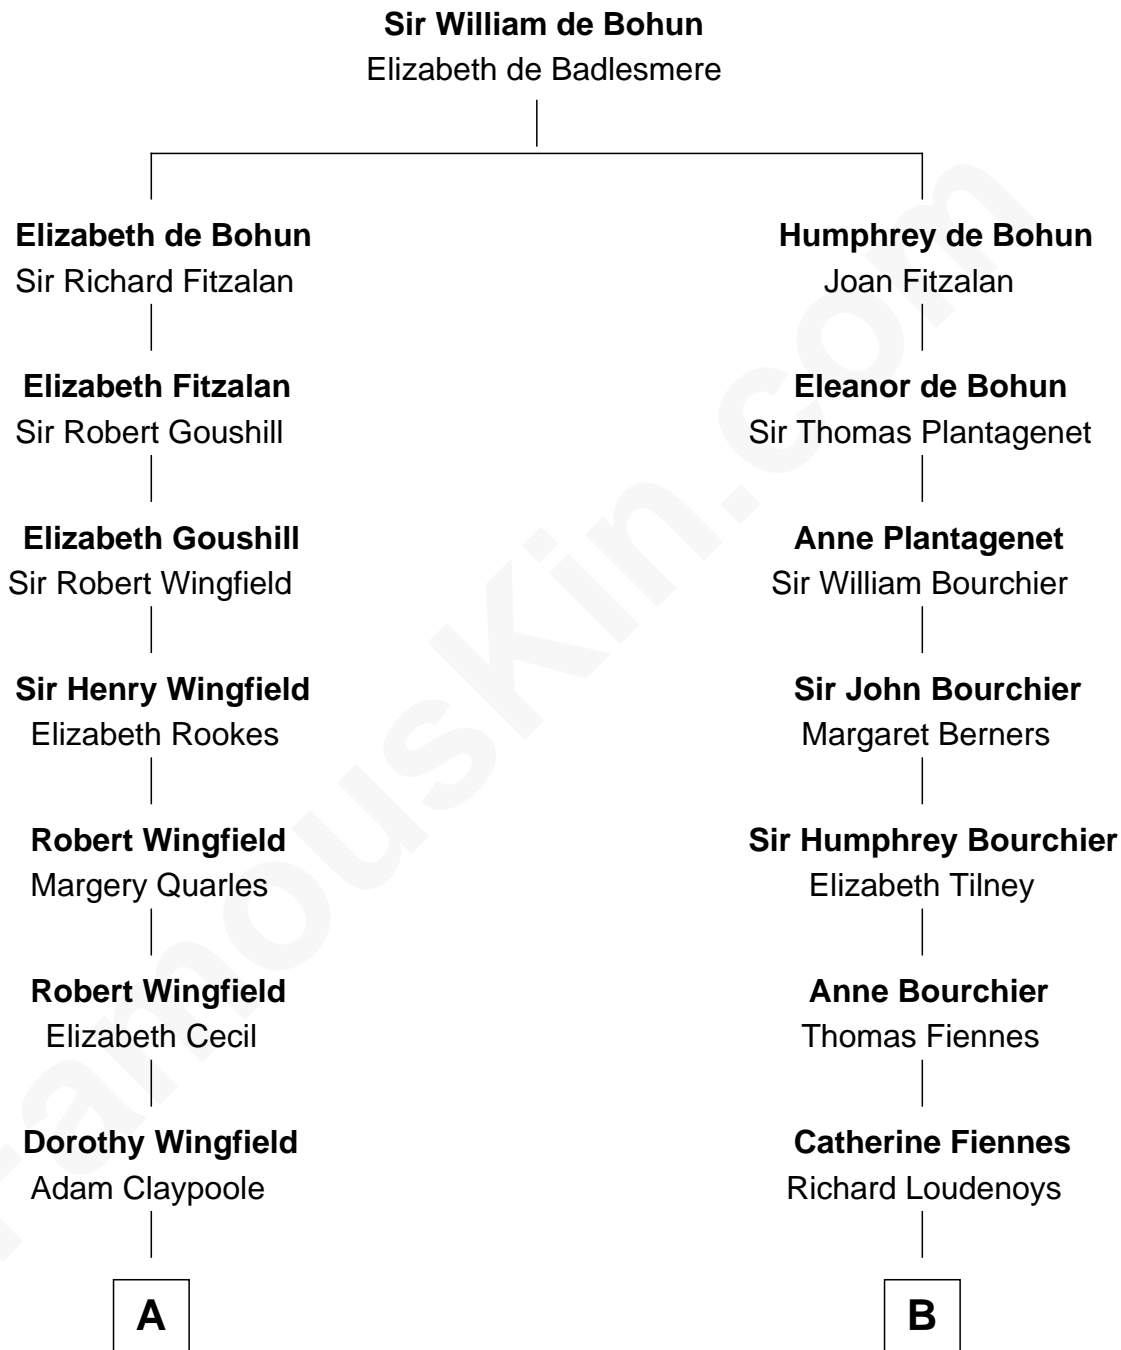 Sir William de Bohun
Elizabeth de Badlesmere
Elizabeth de Bohun
Sir Richard Fitzalan
Humphrey de Bohun
Joan Fitzalan
Elizabeth Fitzalan
Sir Robert Goushill
Eleanor de Bohun
Sir Thomas Plantagenet
Elizabeth Goushill
Sir Robert Wingfield
Anne Plantagenet
Sir William Bourchier
Sir Henry Wingfield
Elizabeth Rookes
Sir John Bourchier
Margaret Berners
Robert Wingfield
Margery Quarles
Sir Humphrey Bourchier
Elizabeth Tilney
Robert Wingfield
Elizabeth Cecil
Anne Bourchier
Thomas Fiennes
Dorothy Wingfield
Adam Claypoole
Catherine Fiennes
Richard Loudenoys
A
B
FamousKin.com